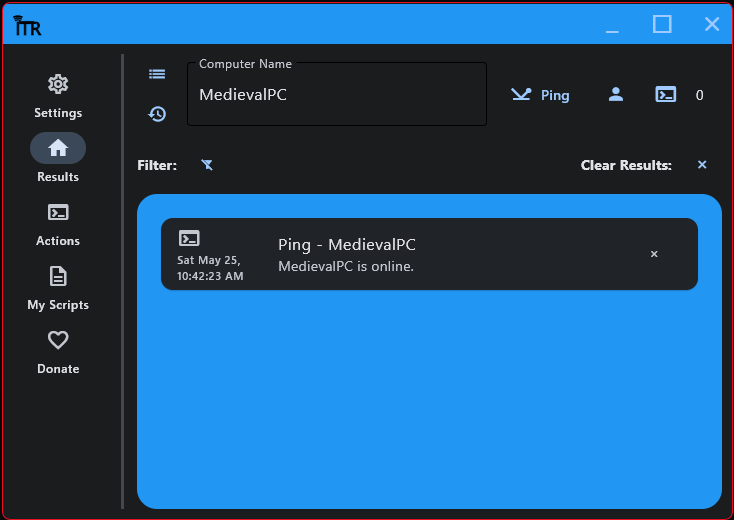 iTR
Settings
Results
Actions
My Scripts
Donate
Computer Name
MedievalPC
Ping
0
Filter:
Clear Results:
Sat May 25,
10:42:23 AM
Ping - MedievalPC
MedievalPC is online.